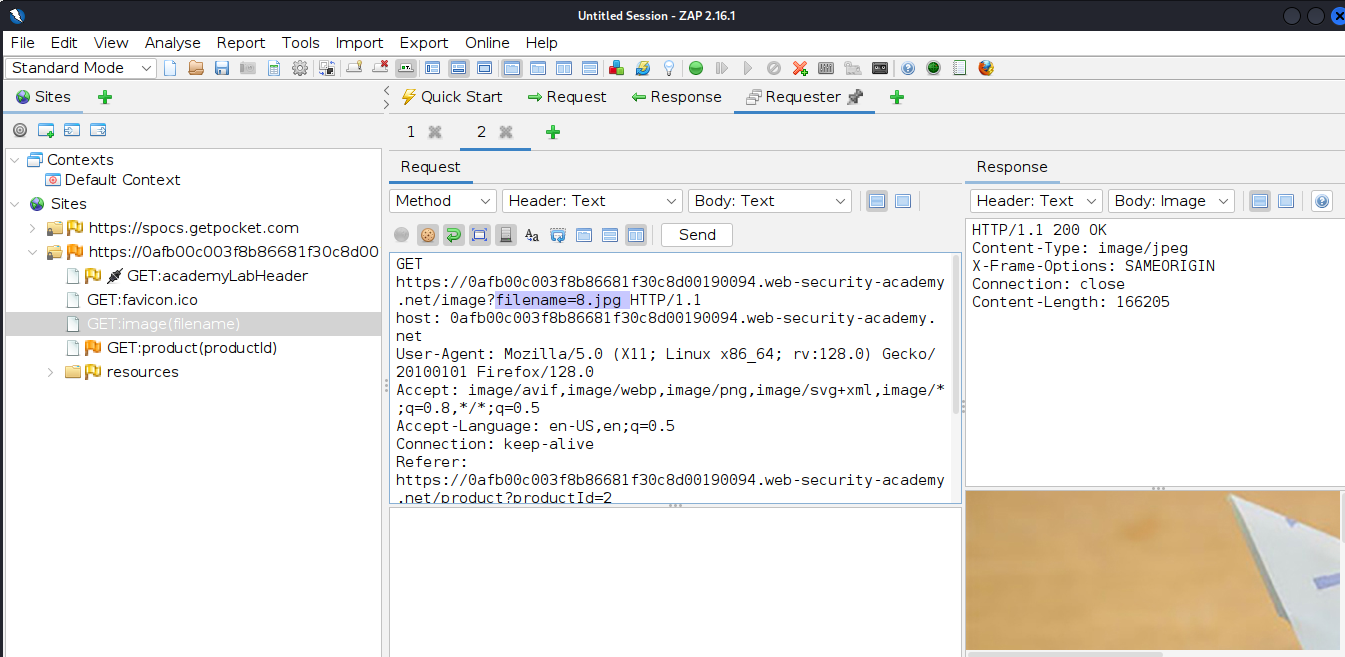 Untitled Session - ZAP 2.16.1
File Edit View Analyse Report Tools Import Export Online Help
Standard Mode
Sites
Quick Start Request Response Requester
1 2
Contexts
Default Context
Sites
https://spocs.getpocket.com
https://0afb00c003f8b86681f30c8d00
GET:academyLabHeader
GET:favicon.ico
GET:image(filename)
GET:product(productId)
resources
Request
Method Header: Text Body: Text
Aa Send
GET
https://0afb00c003f8b86681f30c8d00190094.web-security-academy
.net/image?filename=8.jpg HTTP/1.1
host: 0afb00c003f8b86681f30c8d00190094.web-security-academy.
net
User-Agent: Mozilla/5.0 (X11; Linux x86_64; rv:128.0) Gecko/
20100101 Firefox/128.0
Accept: image/avif,image/webp,image/png,image/svg+xml,image/*
;q=0.8,*/*;q=0.5
Accept-Language: en-US,en;q=0.5
Connection: keep-alive
Referer:
https://0afb00c003f8b86681f30c8d00190094.web-security-academy
.net/product?productId=2
Response
Header: Text Body: Image
HTTP/1.1 200 OK
Content-Type: image/jpeg
X-Frame-Options: SAMEORIGIN
Connection: close
Content-Length: 166205